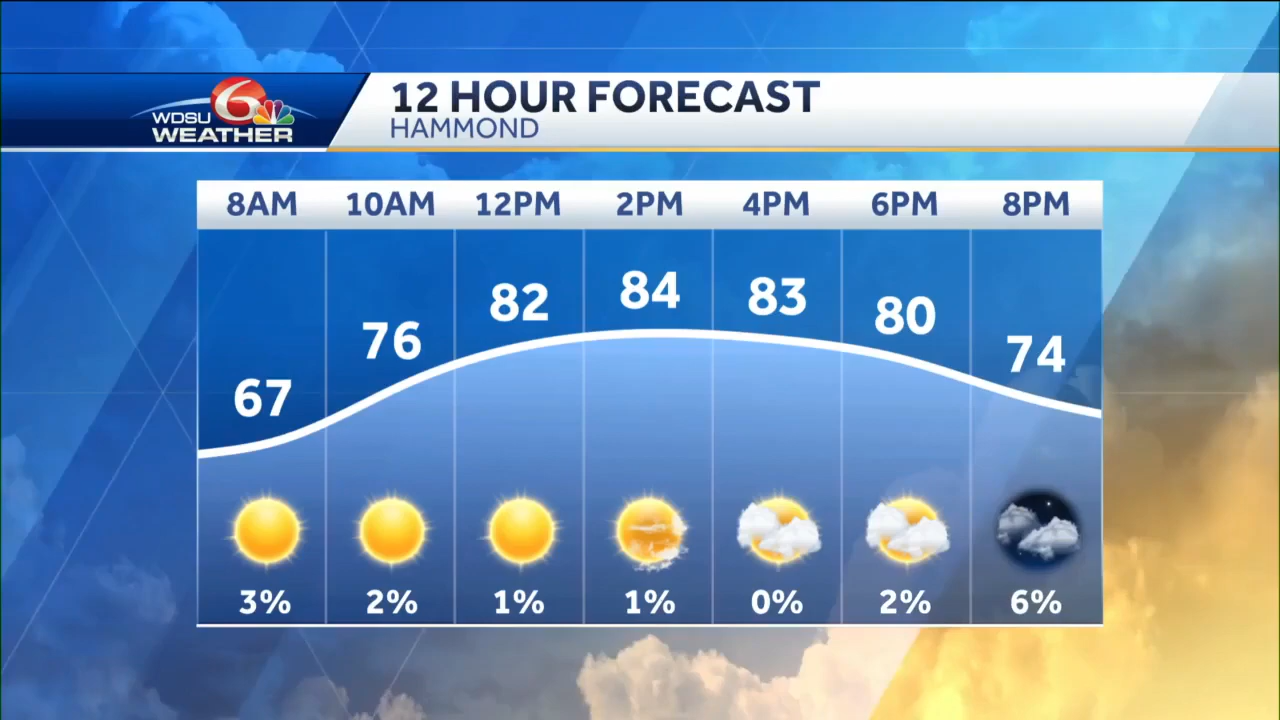 WDSU 6
WEATHER
12 HOUR FORECAST
HAMMOND
8AM 10AM 12PM 2PM 4PM 6PM 8PM
67 76 82 84 83 80 74
3% 2% 1% 1% 0% 2% 6%